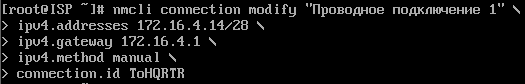 [root@ISP ~]# nmcli connection modify "Проводное подключение 1" \
> ipv4.addresses 172.16.4.14/28 \
> ipv4.gateway 172.16.4.1 \
> ipv4.method manual \
> connection.id ToHQRTR